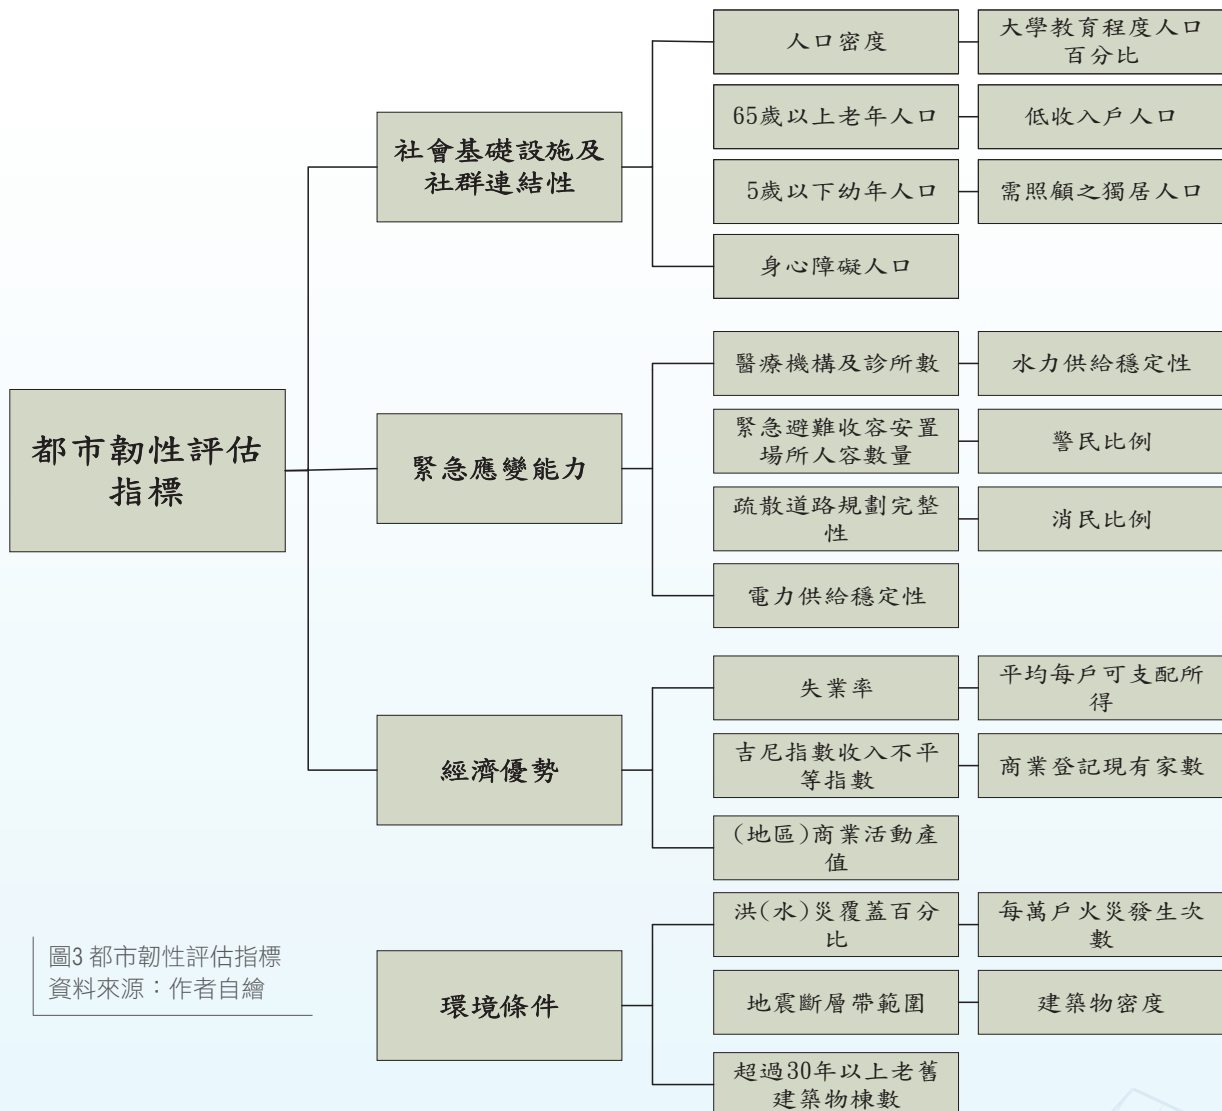 都市韌性評估
指標
社會基礎設施及
社群連結性
人口密度
大學教育程度人口
百分比
65歲以上老年人口
低收入戶人口
5歲以下幼年人口
需照顧之獨居人口
身心障礙人口
緊急應變能力
醫療機構及診所數
水力供給穩定性
緊急避難收容安置
場所人容數量
警民比例
疏散道路規劃完整
性
消民比例
電力供給穩定性
經濟優勢
失業率
平均每戶可支配所
得
吉尼指數收入不平
等指數
商業登記現有家數
(地區)商業活動產
值
環境條件
洪(水)災覆蓋百分
比
每萬戶火災發生次
數
地震斷層帶範圍
建築物密度
超過30年以上老舊
建築物棟數
圖3 都市韌性評估指標
資料來源：作者自繪